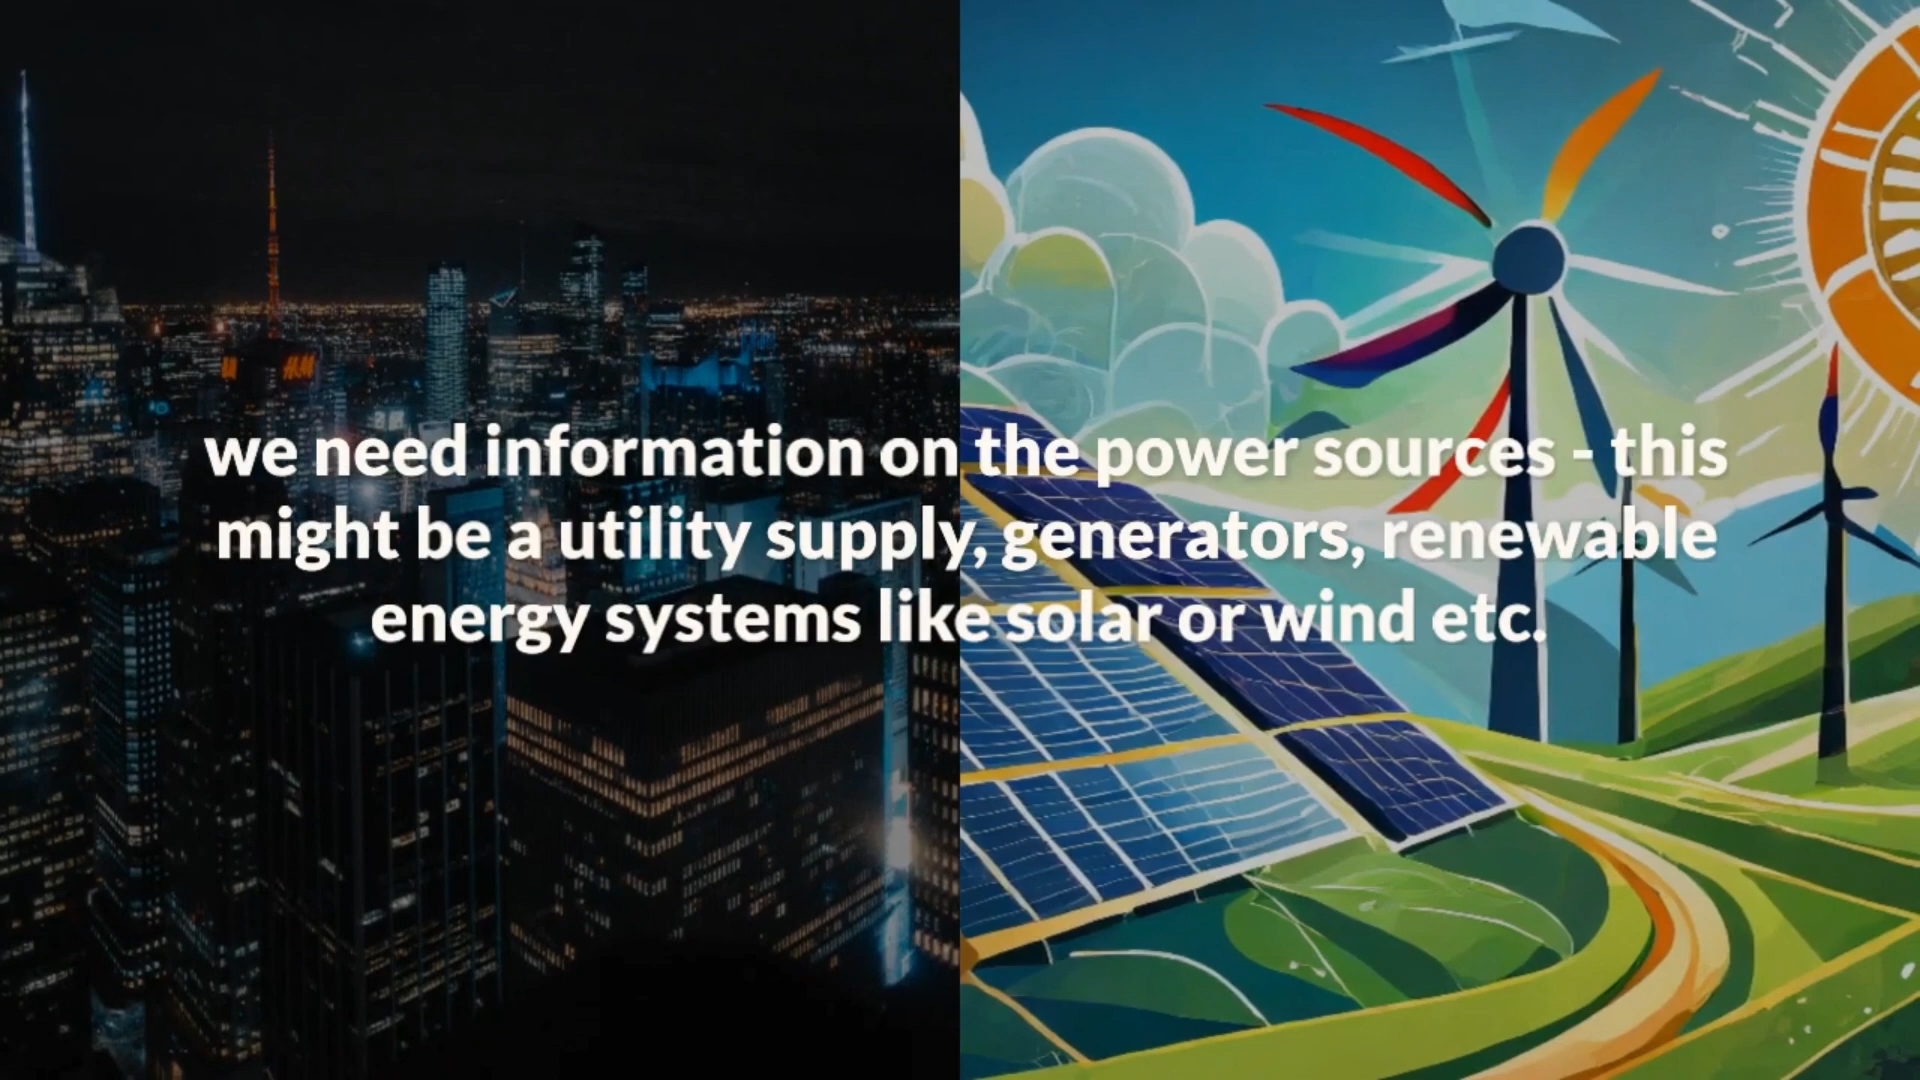 H&M
we need information on the power sources - this
might be a utility supply, generators, renewable
energy systems like solar or wind etc.